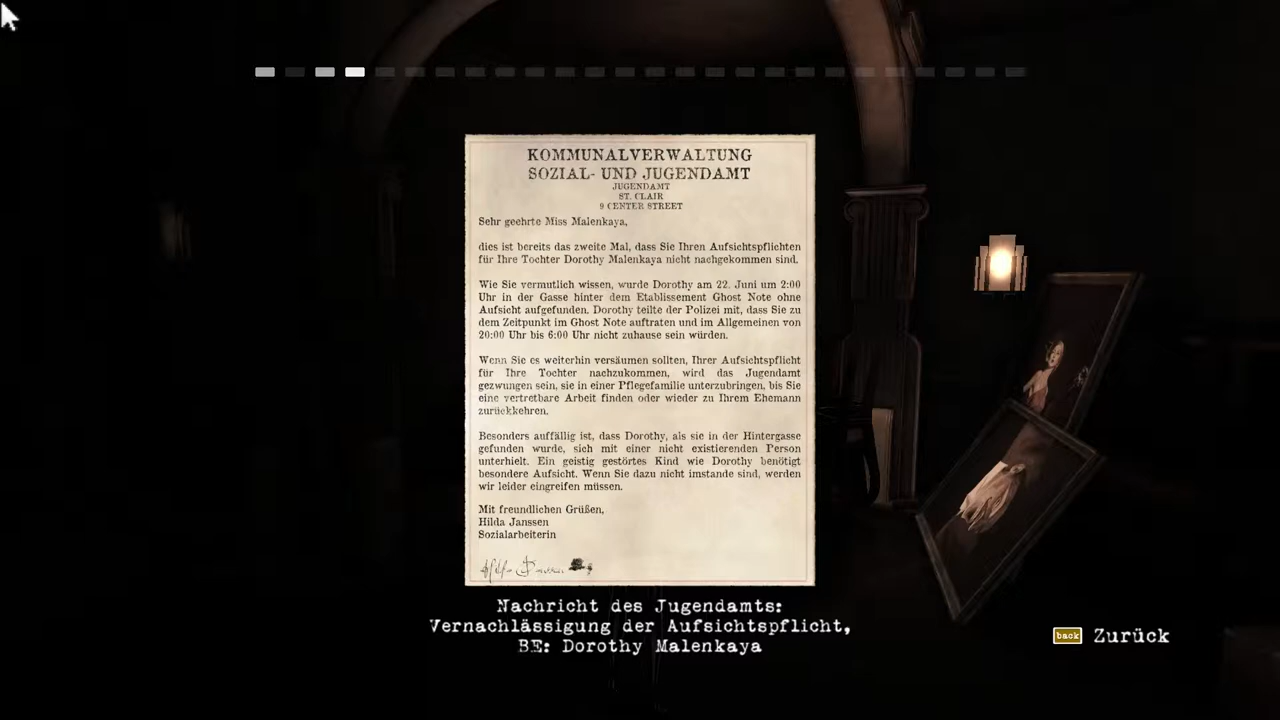 KOMMUNALVERWALTUNG
SOZIAL- UND JUGENDAMT
JUGENDAMT
ST. CLAIR
9 CENTER STREET
Sehr geehrte Miss Malenkaya,
dies ist bereits das zweite Mal, dass Sie Ihren Aufsichtspflichten
für Ihre Tochter Dorothy Malenkaya nicht nachgekommen sind.
Wie Sie vermutlich wissen, wurde Dorothy am 22. Juni um 2:00
Uhr in der Gasse hinter dem Etablissement Ghost Note ohne
Aufsicht aufgefunden. Dorothy teilte der Polizei mit, dass Sie zu
dem Zeitpunkt im Ghost Note auftraten und im Allgemeinen von
20:00 Uhr bis 6:00 Uhr nicht zuhause sein würden.
Wenn Sie es weiterhin versäumen sollten, Ihrer Aufsichtspflicht
für Ihre Tochter nachzukommen, wird das Jugendamt
gezwungen sein, sie in einer Pflegefamilie unterzubringen, bis Sie
eine vertretbare Arbeit finden oder wieder zu Ihrem Ehemann
zurückkehren.
Besonders auffällig ist, dass Dorothy, als sie in der Hintergasse
gefunden wurde, sich mit einer nicht existierenden Person
unterhielt. Ein geistig gestörtes Kind wie Dorothy benötigt
besondere Aufsicht. Wenn Sie dazu nicht imstande sind, werden
wir leider eingreifen müssen.
Mit freundlichen Grüßen,
Hilda Janssen
Sozialarbeiterin
Nachricht des Jugendamts:
Vernachlässigung der Aufsichtspflicht,
BE: Dorothy Malenkaya
back Zurück